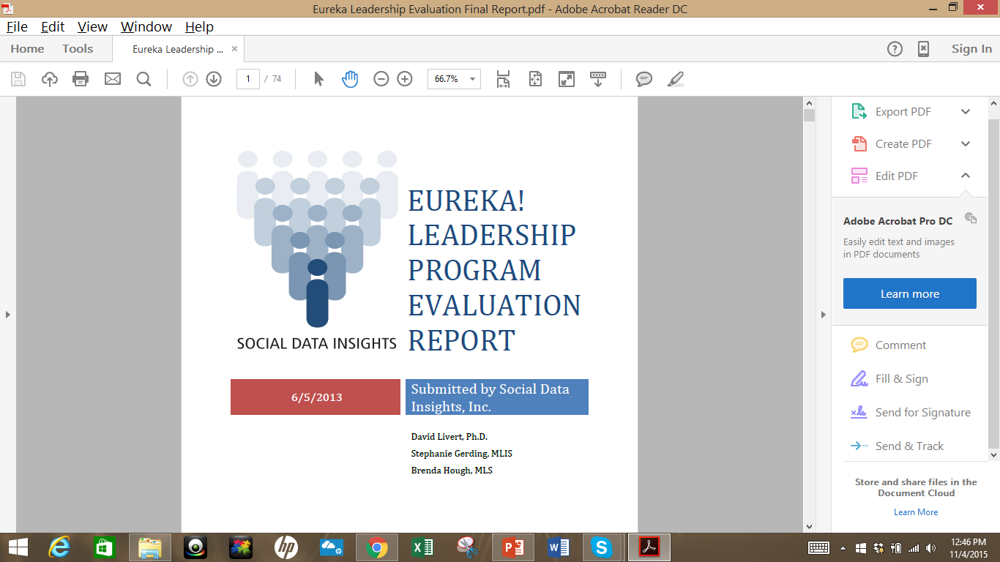 Eureka Leadership Evaluation Final Report.pdf - Adobe Acrobat Reader DC
File Edit View Window Help
Home Tools Eureka Leadership ... × Sign In
1 / 74 66.7%
EUREKA!
LEADERSHIP
PROGRAM
EVALUATION
REPORT
SOCIAL DATA INSIGHTS
6/5/2013
Submitted by Social Data
Insights, Inc.
David Livert, Ph.D.
Stephanie Gerding, MLIS
Brenda Hough, MLS
Export PDF
Create PDF
Edit PDF
Adobe Acrobat Pro DC
Easily edit text and images
in PDF documents
Learn more
Comment
Fill & Sign
Send for Signature
Send & Track
Store and share files in the
Document Cloud
Learn More
12:46 PM
11/4/2015